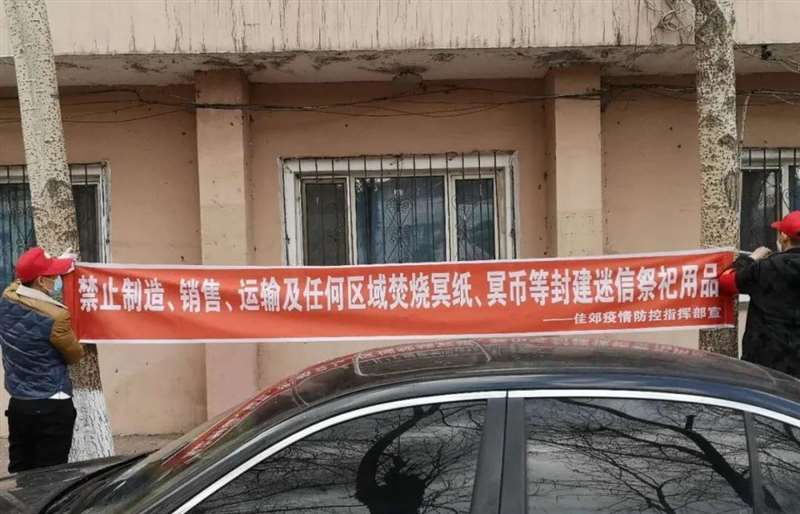 禁止制造、销售、运输及任何区域焚烧冥纸、冥币等封建迷信祭祀用品
——佳郊疫情防控指挥部宣